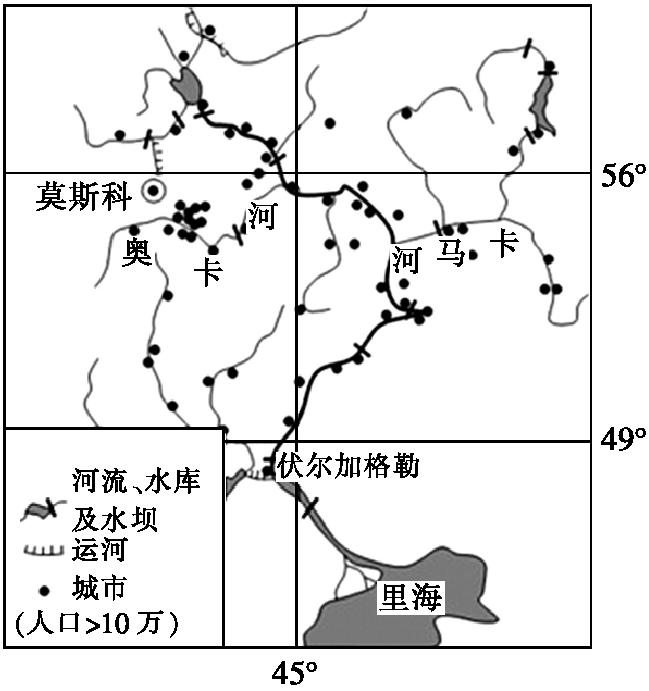 56°
莫斯科
奥
卡
河
河
马
卡
49°
伏尔加格勒
河流、水库
及水坝
运河
城市
(人口>10万)
里海
45°